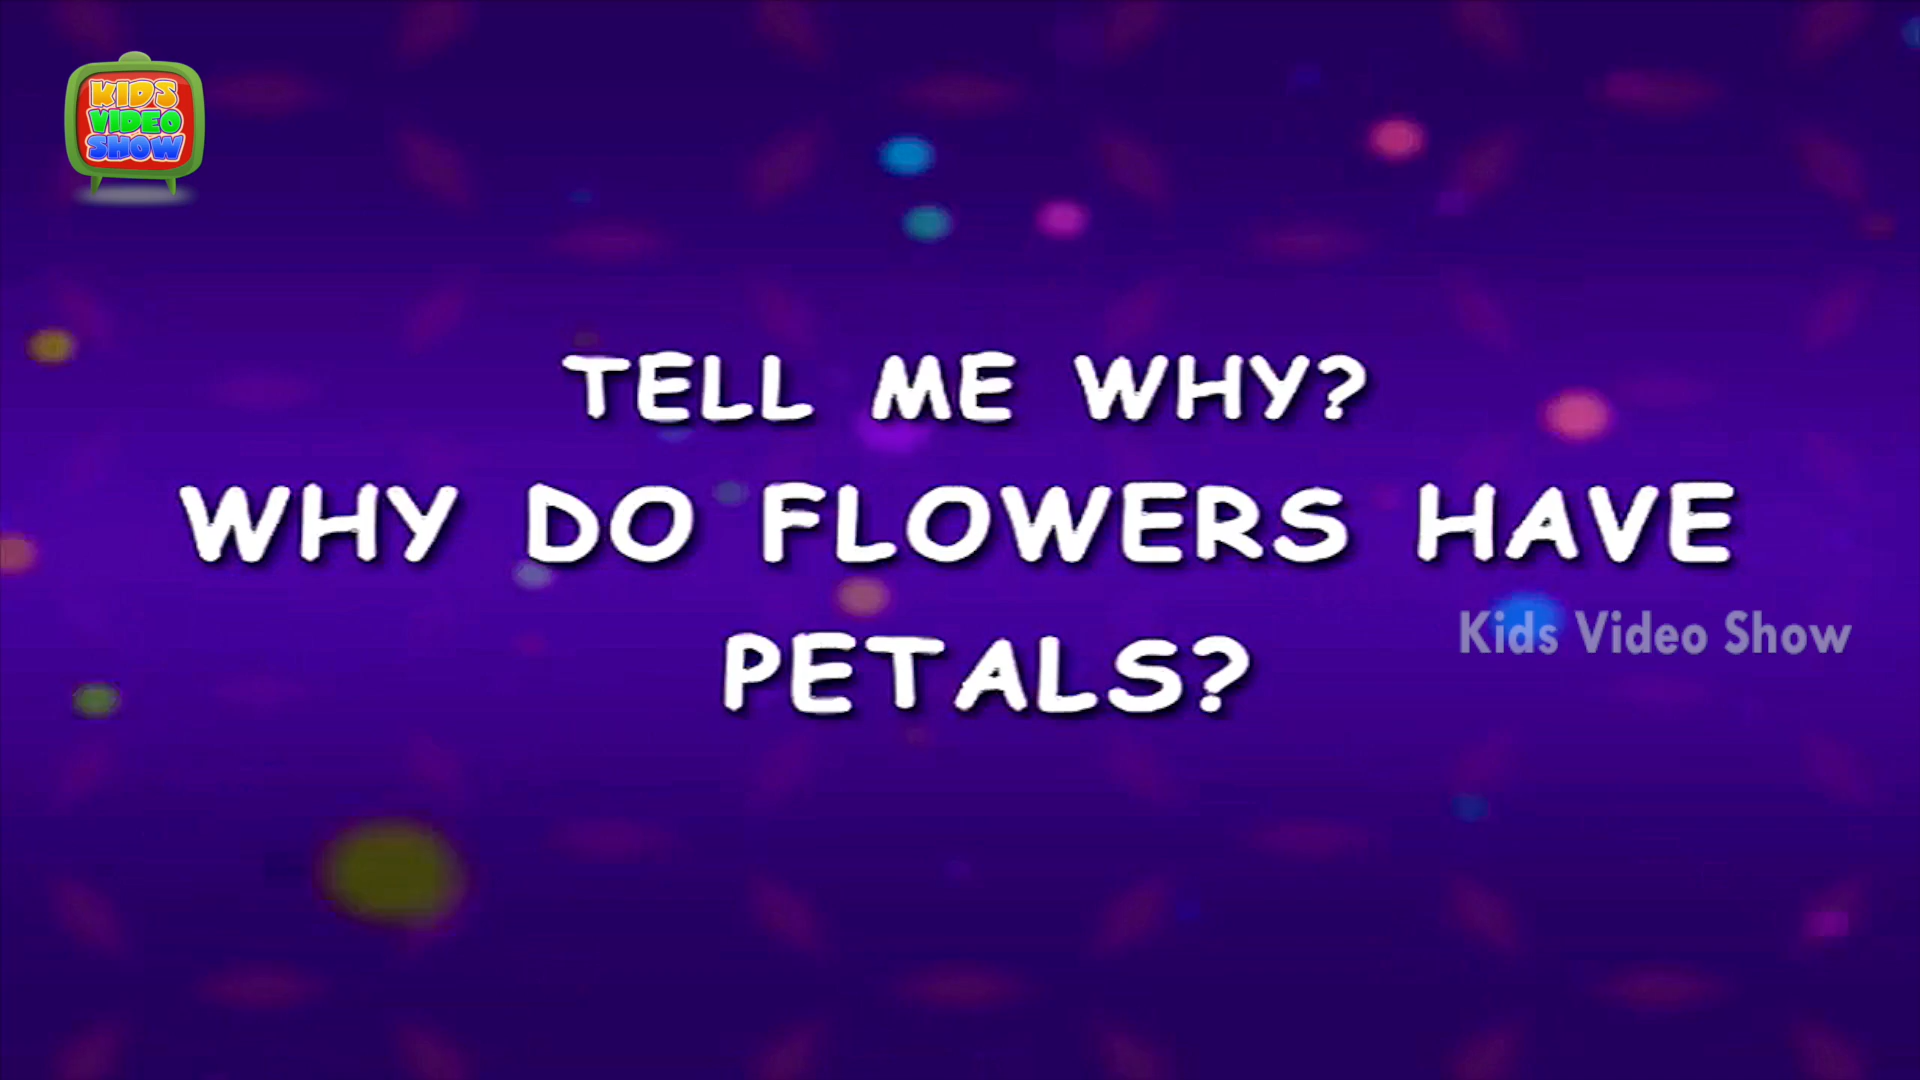 KIDS
VIDEO
SHOW
TELL ME WHY?
WHY DO FLOWERS HAVE
PETALS?
Kids Video Show